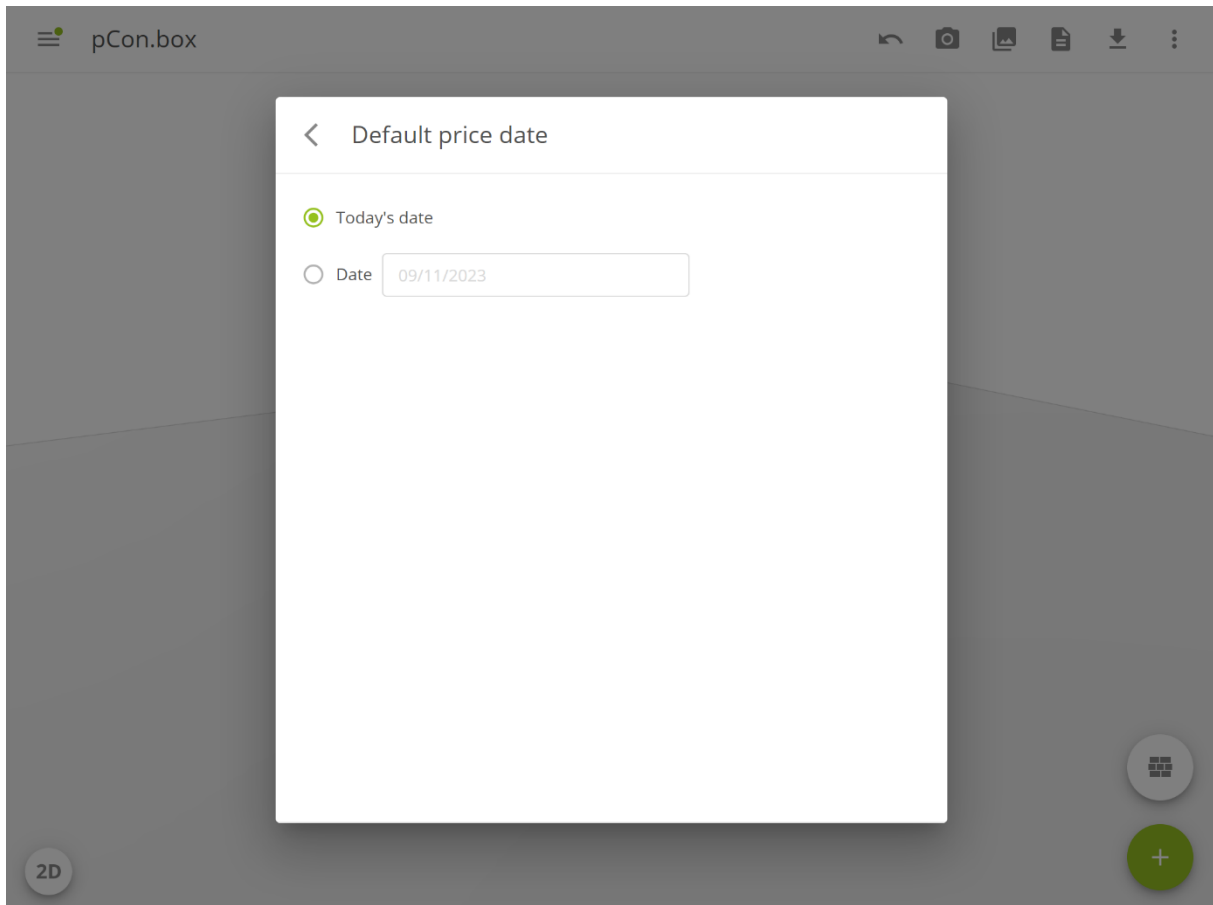 pCon.box
Default price date
Today's date
Date 09/11/2023
2D